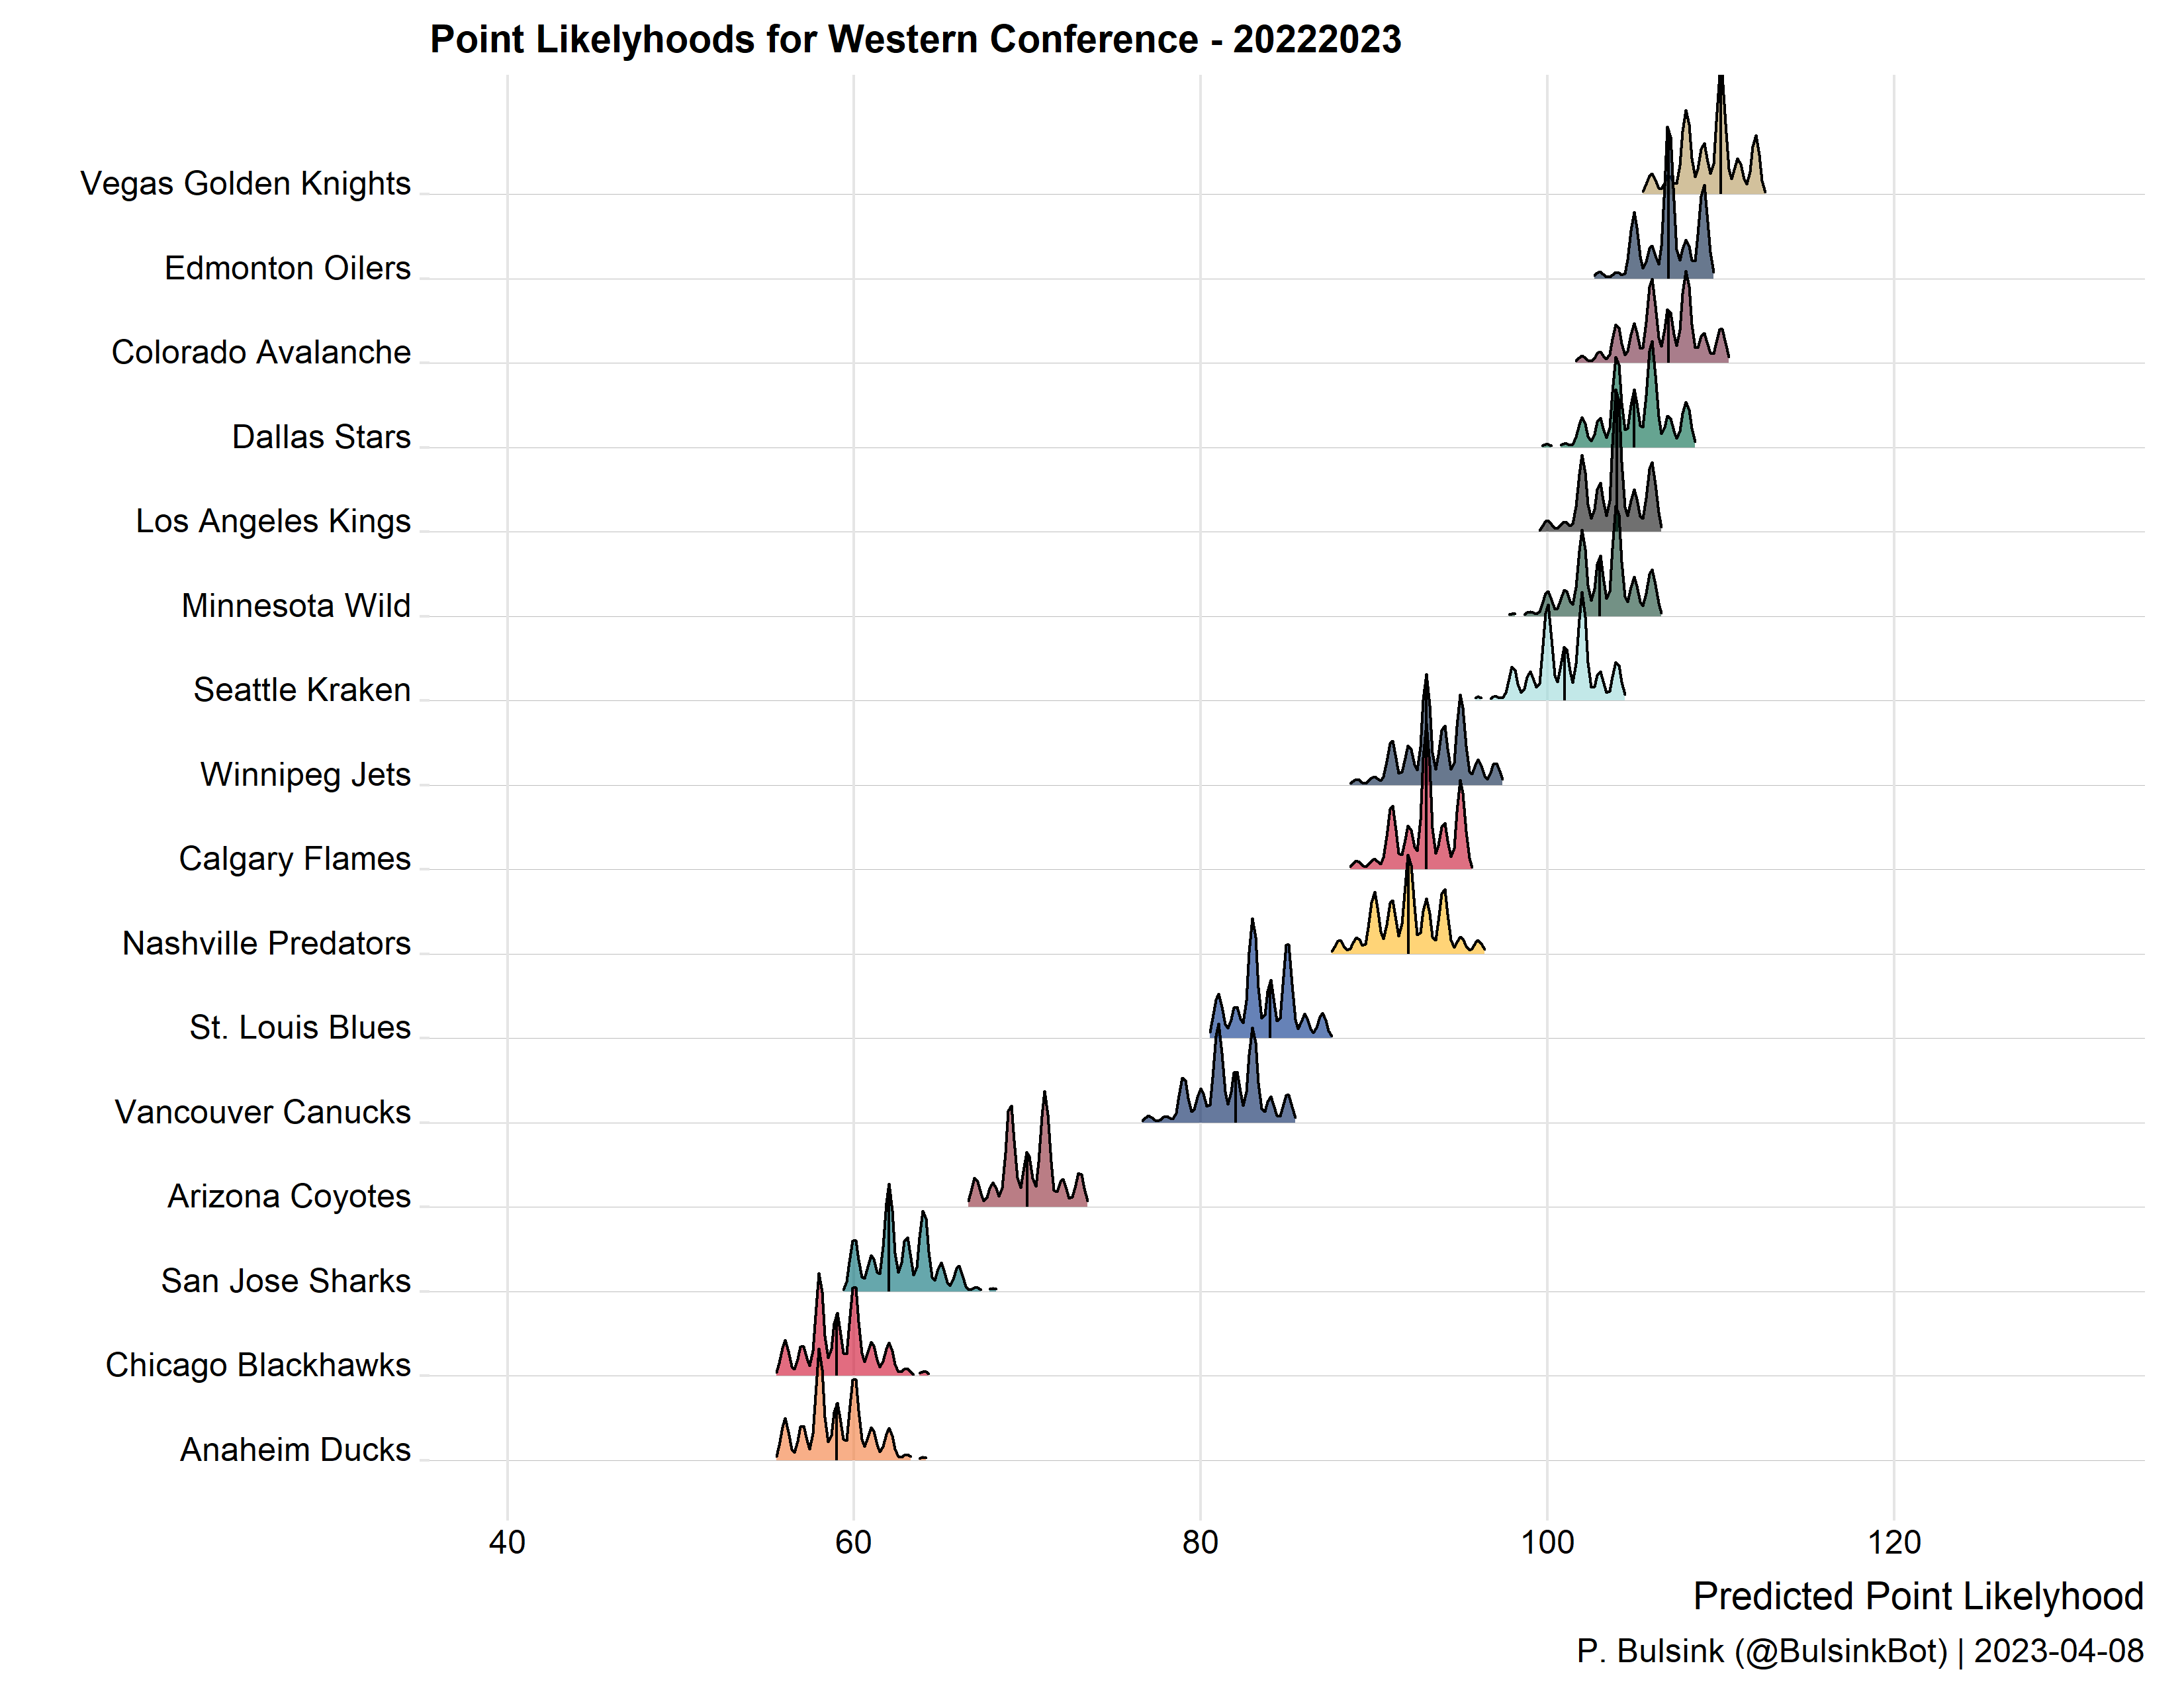 Point Likelyhoods for Western Conference - 20222023
Vegas Golden Knights
Edmonton Oilers
Colorado Avalanche
Dallas Stars
Los Angeles Kings
Minnesota Wild
Seattle Kraken
Winnipeg Jets
Calgary Flames
Nashville Predators
St. Louis Blues
Vancouver Canucks
Arizona Coyotes
San Jose Sharks
Chicago Blackhawks
Anaheim Ducks
40 60 80 100 120
Predicted Point Likelyhood
P. Bulsink (@BulsinkBot) | 2023-04-08